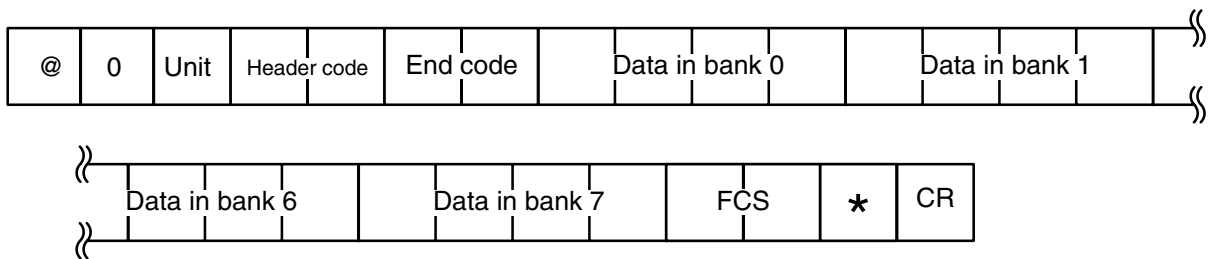 @ 0 Unit Header code End code Data in bank 0 Data in bank 1
Data in bank 6 Data in bank 7 FCS * CR